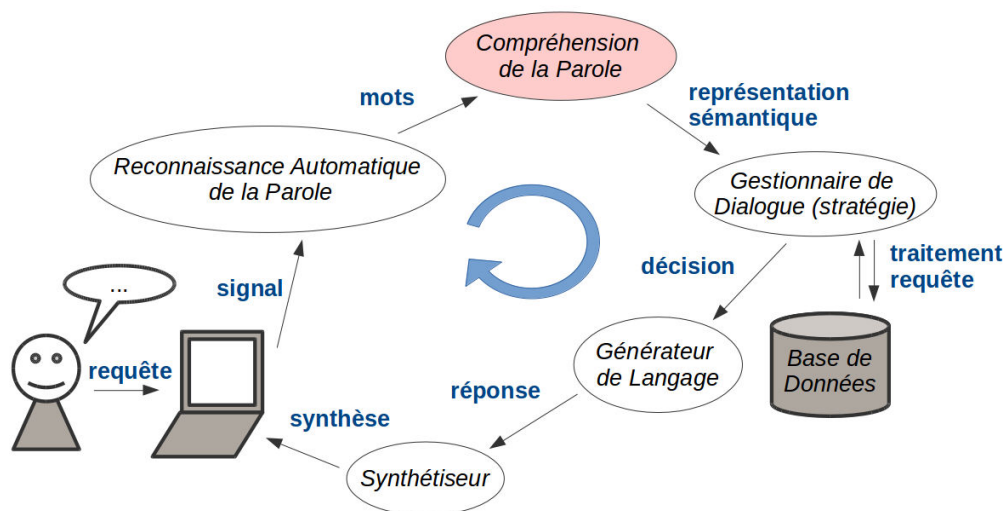 Compréhension
de la Parole
mots
représentation
sémantique
Reconnaissance Automatique
de la Parole
Gestionnaire de
Dialogue (stratégie)
signal
décision
traitement
requête
...
requête
Générateur
de Langage
Base de
Données
réponse
synthèse
Synthétiseur